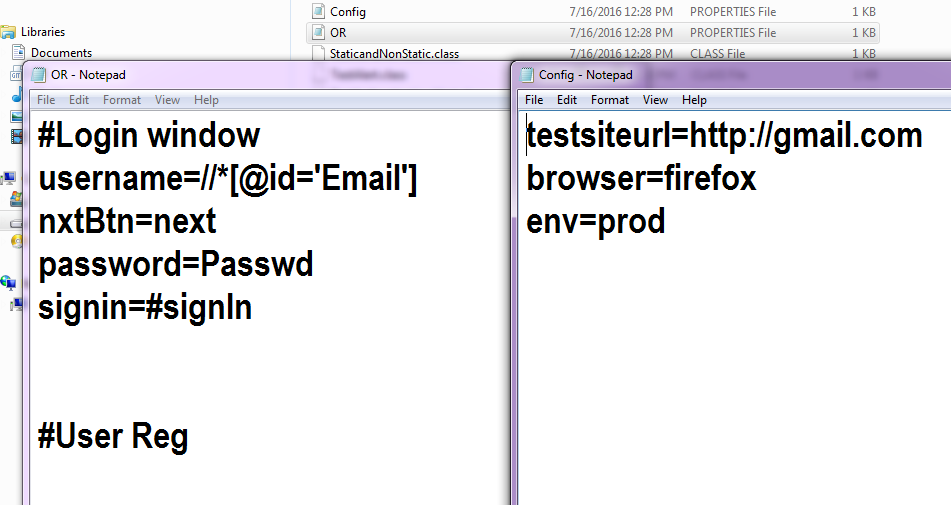 Config 7/16/2016 12:28 PM PROPERTIES File 1 KB
Libraries
OR 7/16/2016 12:28 PM PROPERTIES File 1 KB
Documents
StaticandNonStatic.class 7/16/2016 12:28 PM CLASS File 1 KB
OR - Notepad
File Edit Format View Help
#Login window
username=//*[@id='Email']
nxtBtn=next
password=Passwd
signin=#signIn
#User Reg
Config - Notepad
File Edit Format View Help
testsiteurl=http://gmail.com
browser=firefox
env=prod